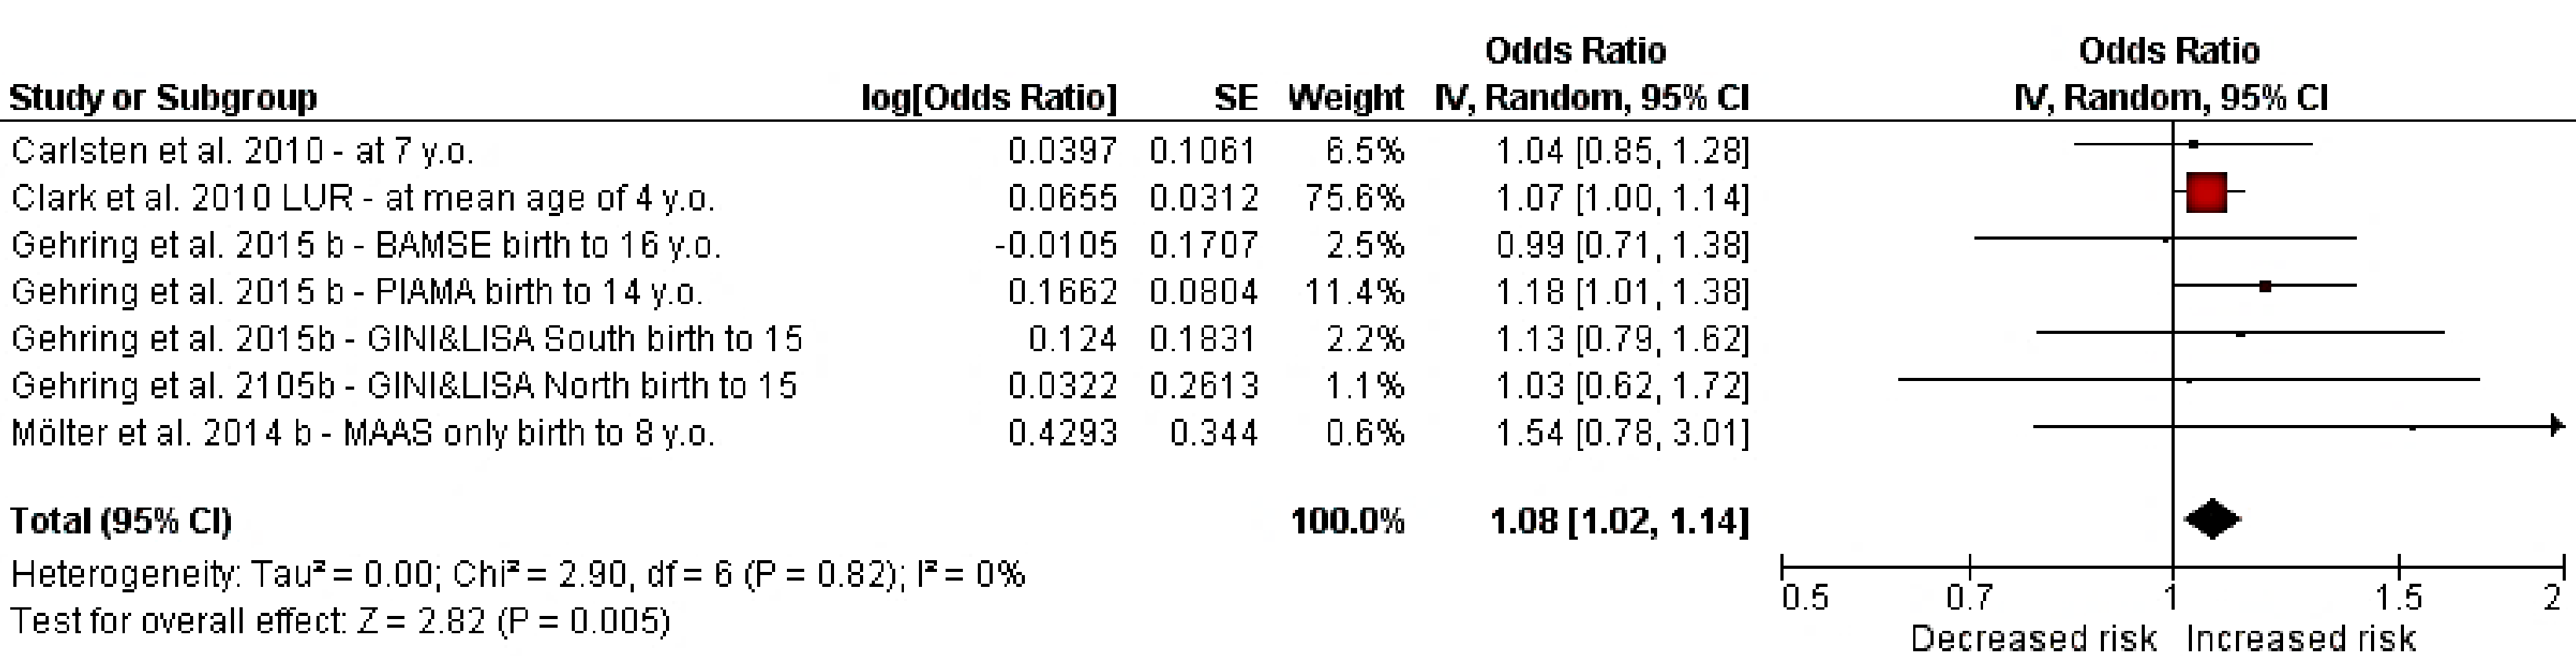 Odds Ratio Odds Ratio
Study or Subgroup log[Odds Ratio] SE Weight IV, Random, 95% CI IV, Random, 95% CI
Carlsten et al. 2010 - at 7 y.o. 0.0397 0.1061 6.5% 1.04 [0.85, 1.28]
Clark et al. 2010 LUR - at mean age of 4 y.o. 0.0655 0.0312 75.6% 1.07 [1.00, 1.14]
Gehring et al. 2015 b - BAMSE birth to 16 y.o. -0.0105 0.1707 2.5% 0.99 [0.71, 1.38]
Gehring et al. 2015 b - PIAMA birth to 14 y.o. 0.1662 0.0804 11.4% 1.18 [1.01, 1.38]
Gehring et al. 2015b - GINI&LISA South birth to 15 0.124 0.1831 2.2% 1.13 [0.79, 1.62]
Gehring et al. 2105b - GINI&LISA North birth to 15 0.0322 0.2613 1.1% 1.03 [0.62, 1.72]
Mölter et al. 2014 b - MAAS only birth to 8 y.o. 0.4293 0.344 0.6% 1.54 [0.78, 3.01]
Total (95% CI) 100.0% 1.08 [1.02, 1.14]
Heterogeneity: Tau² = 0.00; Chi² = 2.90, df = 6 (P = 0.82); I² = 0%
Test for overall effect: Z = 2.82 (P = 0.005)
0.5 0.7 1 1.5 2
Decreased risk Increased risk